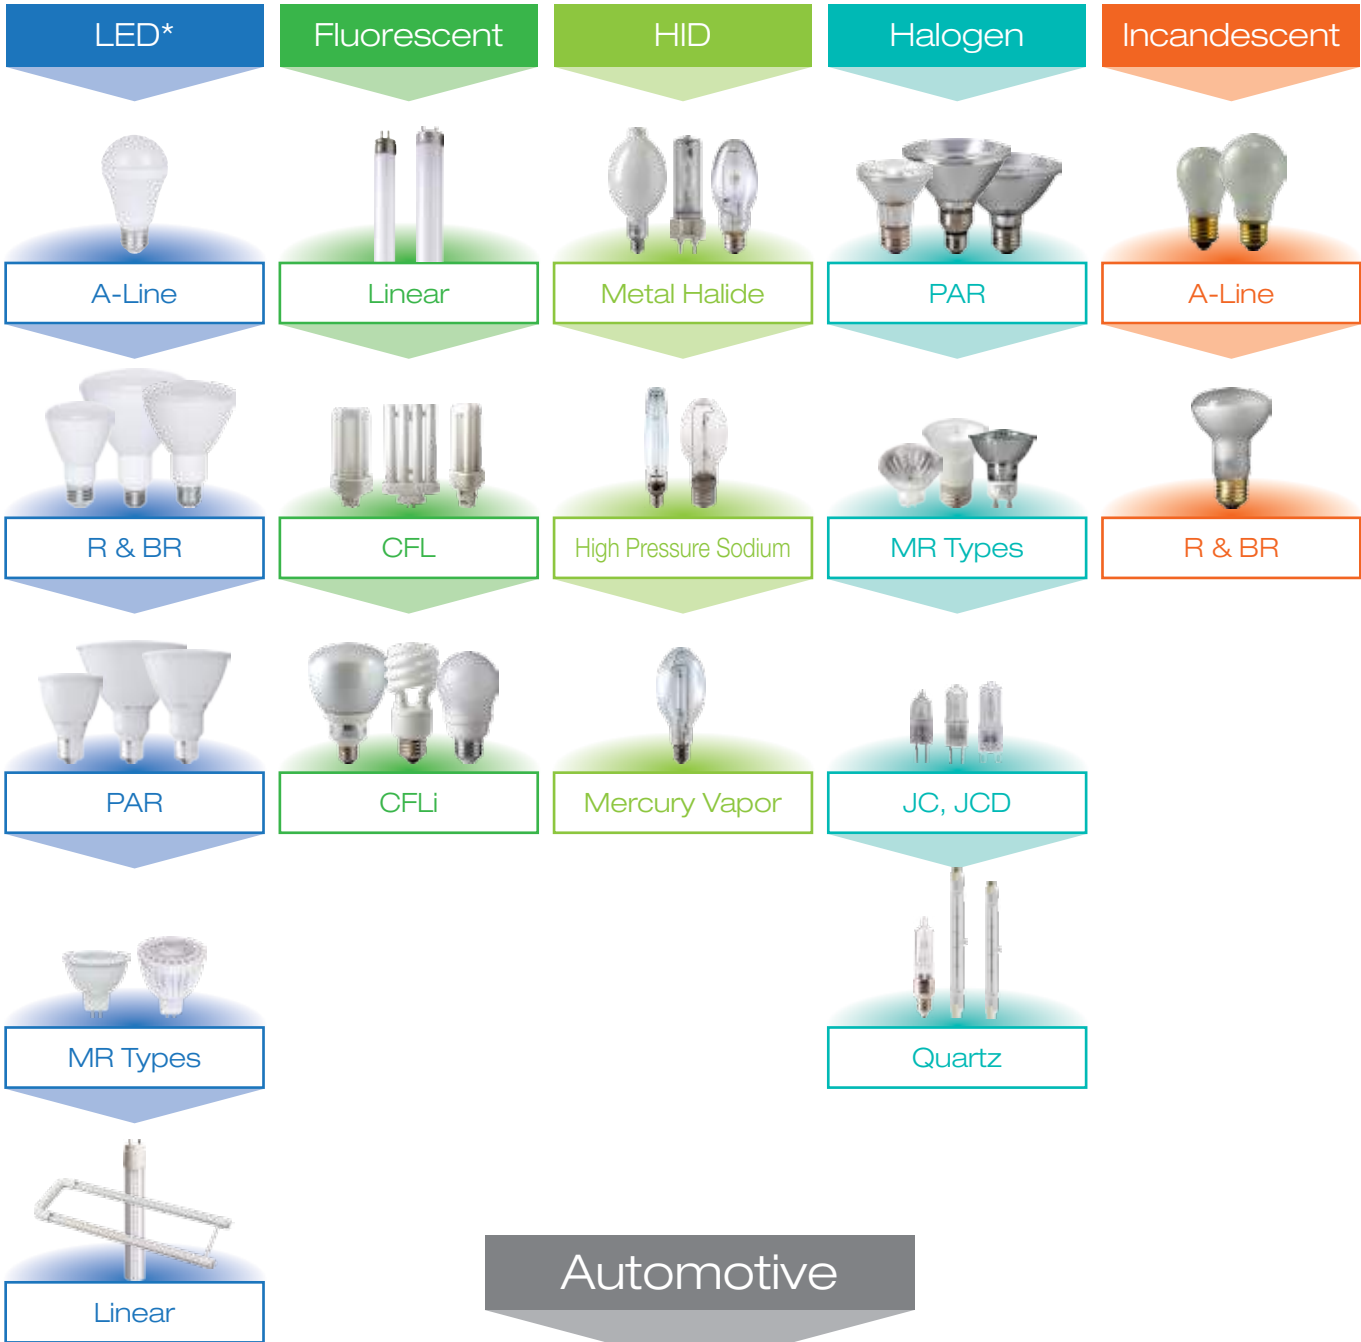 LED*
Fluorescent
HID
Halogen
Incandescent
A-Line
Linear
Metal Halide
PAR
A-Line
R & BR
CFL
High Pressure Sodium
MR Types
R & BR
PAR
CFLi
Mercury Vapor
JC, JCD
MR Types
Quartz
Linear
Automotive